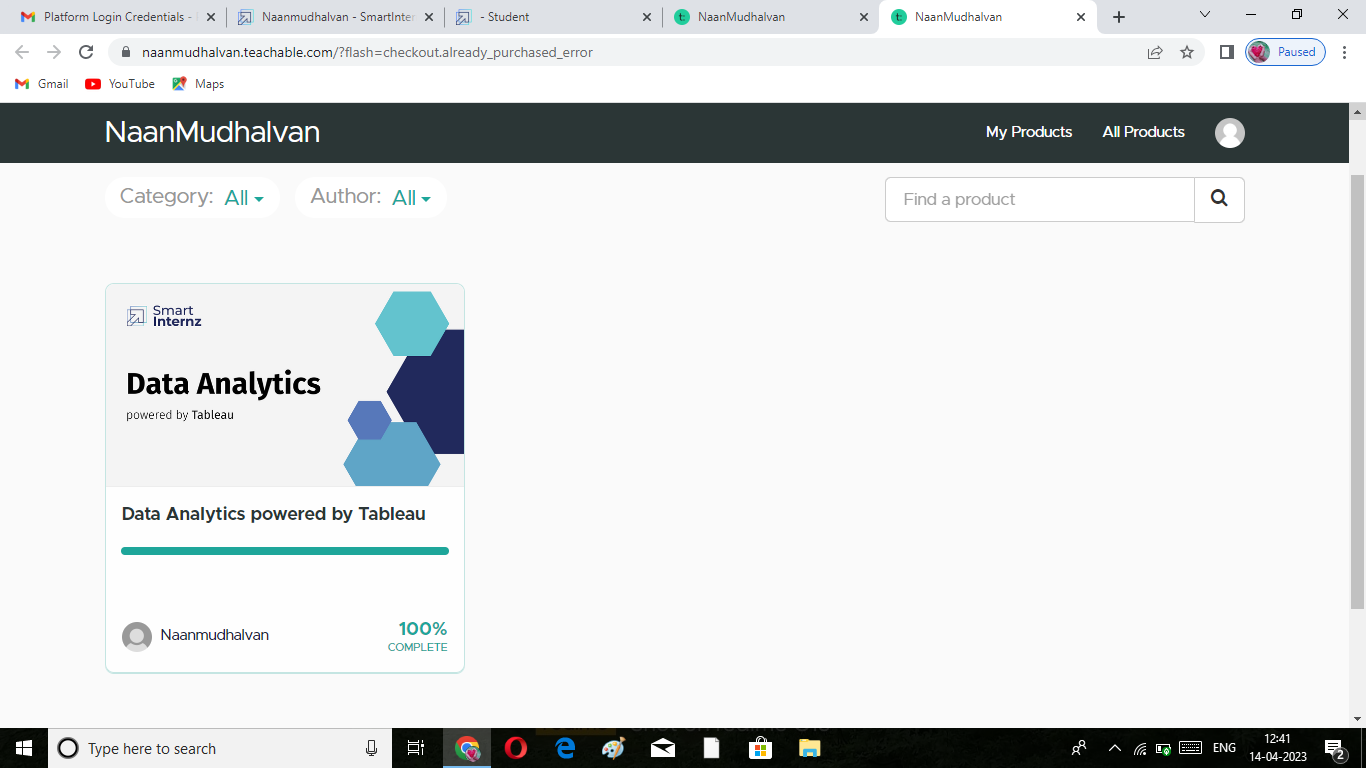 Platform Login Credentials -
Naanmudhalvan - SmartInter
- Student
NaanMudhalvan
NaanMudhalvan
naanmudhalvan.teachable.com/?flash=checkout.already_purchased_error
Paused
Gmail
YouTube
Maps
NaanMudhalvan
My Products
All Products
Category: All
Author: All
Find a product
Smart
Internz
Data Analytics
powered by Tableau
Data Analytics powered by Tableau
Naanmudhalvan
100%
COMPLETE
Type here to search
ENG
12:41
14-04-2023
2